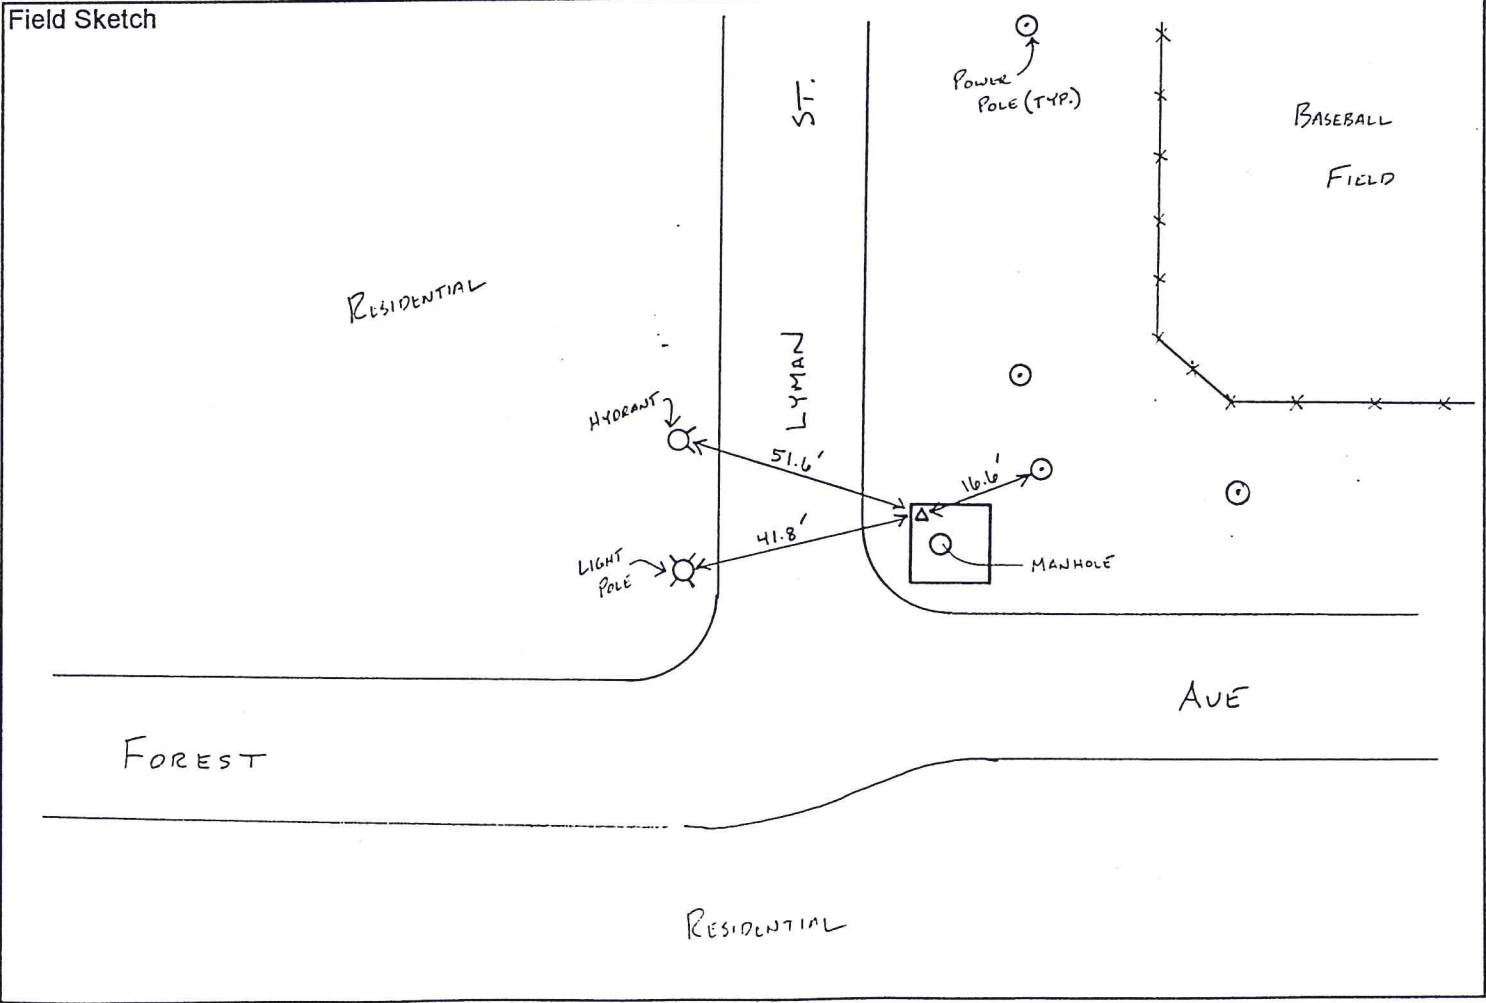 Field Sketch
ST.
POWER
POLE (TYP.)
BASEBALL
FIELD
RESIDENTIAL
LYMAN
HYDRANT
51.6'
16.6'
41.8'
LIGHT
POLE
MANHOLE
AVE
FOREST
RESIDENTIAL